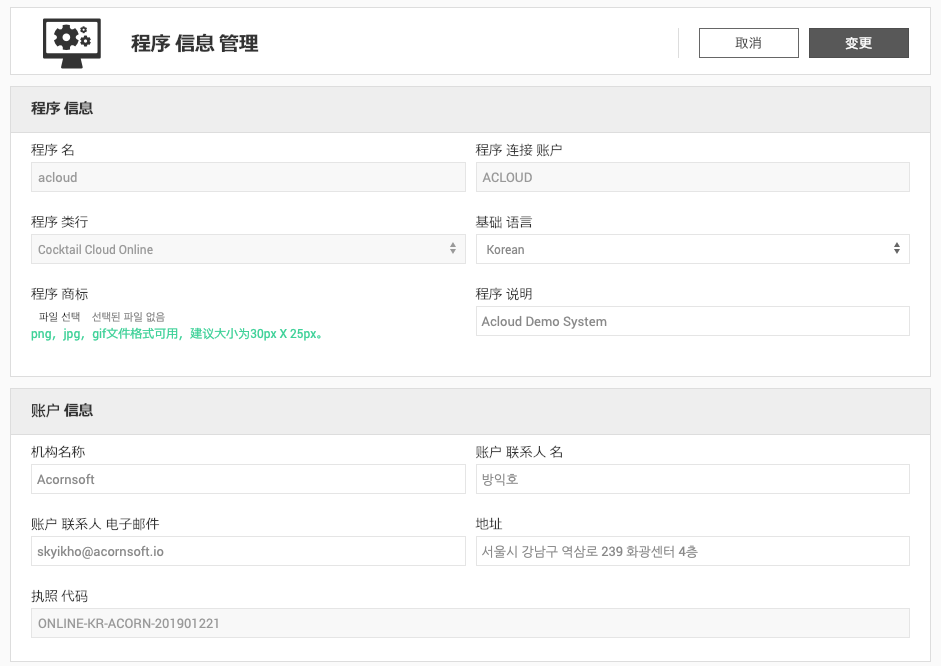 程序 信息 管理
取消
变更
程序 信息
程序 名
程序 连接 账户
acloud
ACLOUD
程序 类行
基础 语言
Cocktail Cloud Online
Korean
程序 商标
程序 说明
파일 선택 선택된 파일 없음
Acloud Demo System
png，jpg，gif文件格式可用，建议大小为30px X 25px。
账户 信息
机构名称
账户 联系人 名
Acornsoft
방익호
账户 联系人 电子邮件
地址
skyikho@acornsoft.io
서울시 강남구 역삼로 239 화광센터 4층
执照 代码
ONLINE-KR-ACORN-201901221